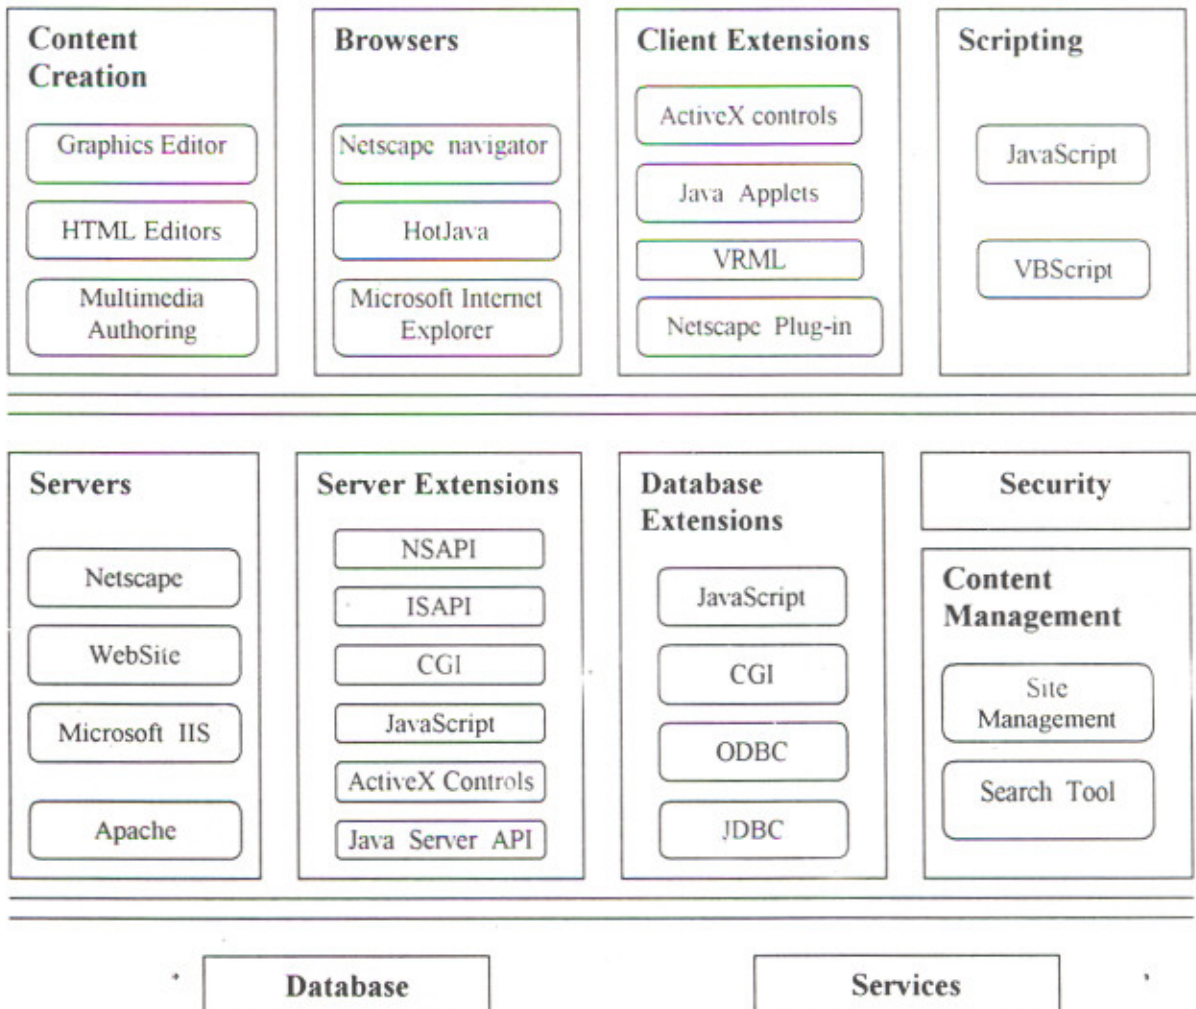 Content
Creation
Graphics Editor
HTML Editors
Multimedia
Authoring
Browsers
Netscape navigator
HotJava
Microsoft Internet
Explorer
Client Extensions
ActiveX controls
Java Applets
VRML
Netscape Plug-in
Scripting
JavaScript
VBScript
Servers
Netscape
WebSite
Microsoft IIS
Apache
Server Extensions
NSAPI
ISAPI
CGI
JavaScript
ActiveX Controls
Java Server API
Database
Extensions
JavaScript
CGI
ODBC
JDBC
Security
Content
Management
Site
Management
Search Tool
Database
Services